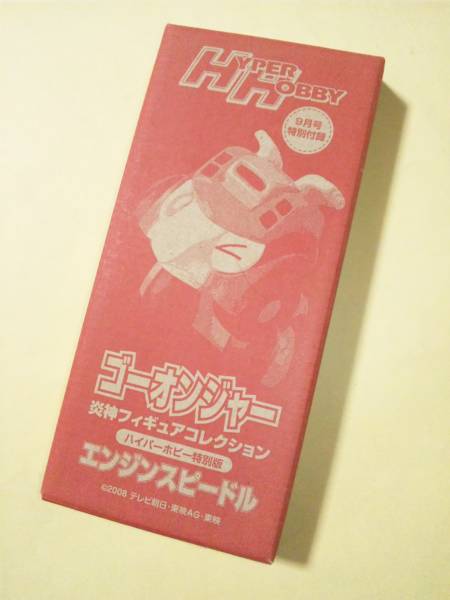 HYPER HOBBY
9月号
特別付録
ゴーオンジャー
炎神フィギュアコレクション
ハイパーホビー特別版
エンジンスピードル
©2008 テレビ朝日・東映AG・東映